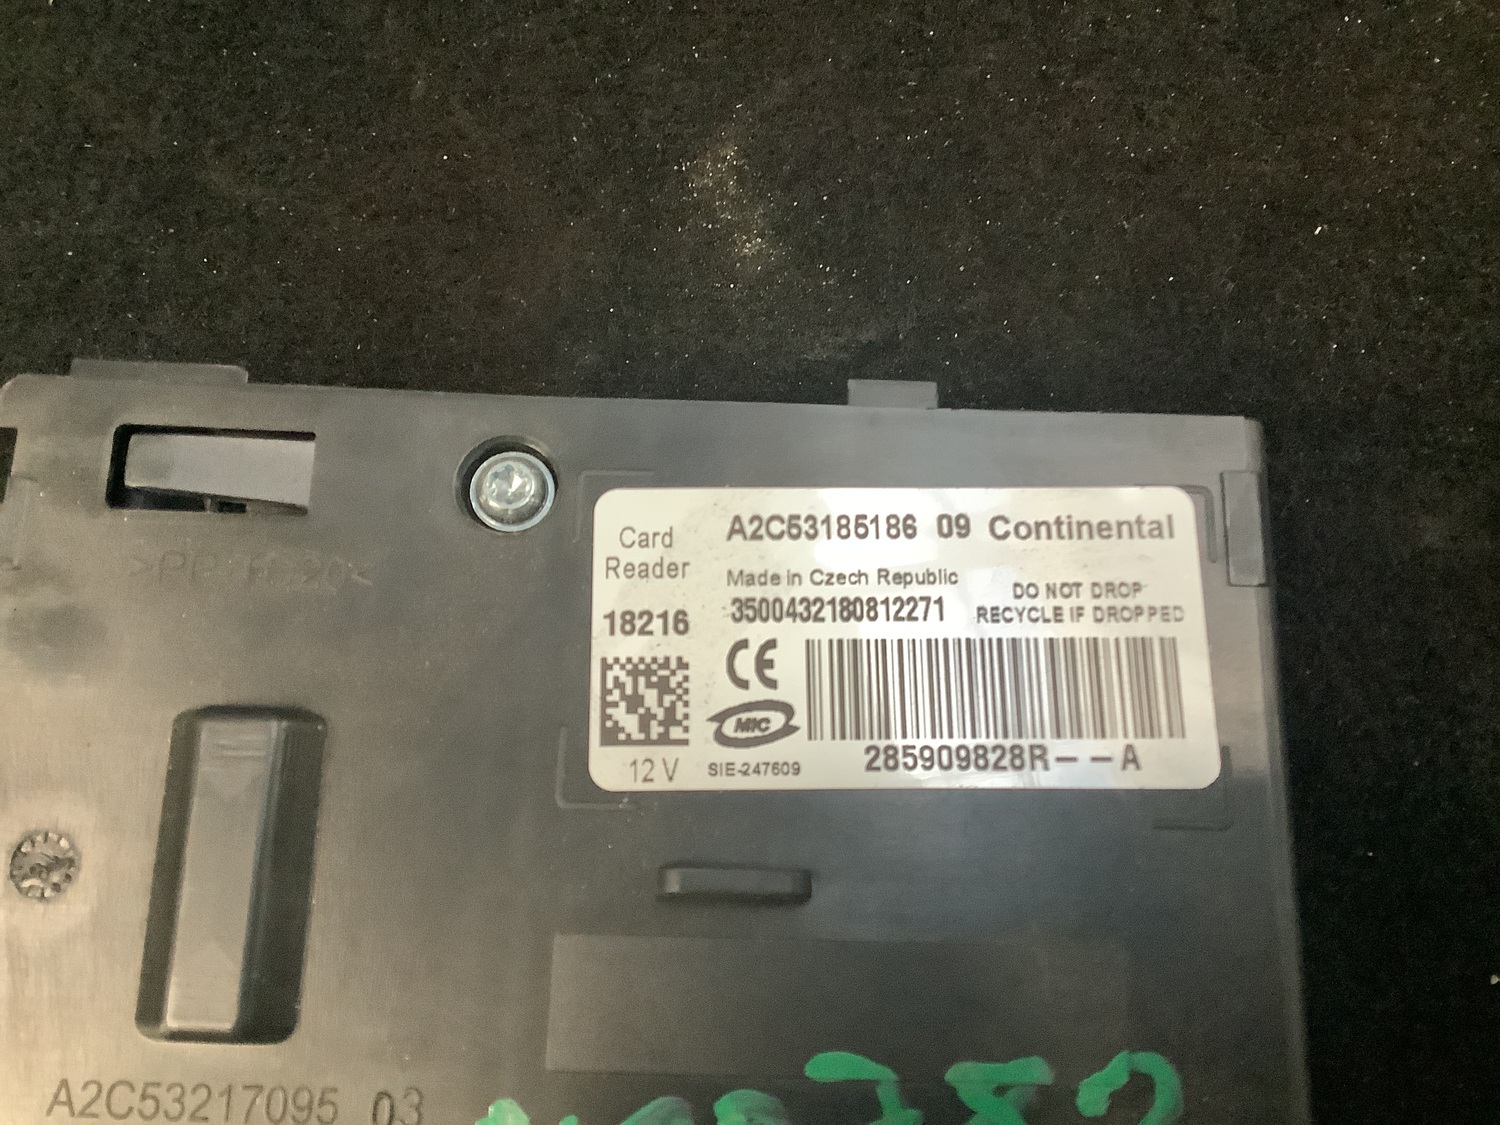 Card
Reader
18216
12 V
A2C53185186 09 Continental
Made in Czech Republic
3500432180812271
DO NOT DROP
RECYCLE IF DROPPED
CE
MIC
SIE-247609
285909828R--A
A2C53217095 03